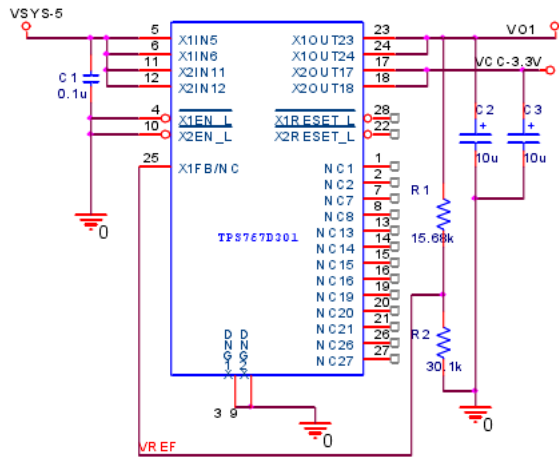 VSYS-5
5 X1IN5 X1OUT23 23 VO1
6 X1IN6 X1OUT24 24
11 X2IN11 X2OUT17 17 VCC-3.3V
12 X2IN12 X2OUT18 18
C1
0.1u
4 X1EN_L X1RESET_L 28
10 X2EN_L X2RESET_L 22
C2 C3
+ +
10u 10u
25 X1FB/NC NC1 1
NC2 2
NC7 7
NC8 8
R1
NC13 13
NC14 14
15.68k
NC15 15
NC16 16
NC19 19
NC20 20
NC21 21
NC26 26
NC27 27
TPS767D301
0
R2
30.1k
X1GND X2GND
3 9
0
0
VREF